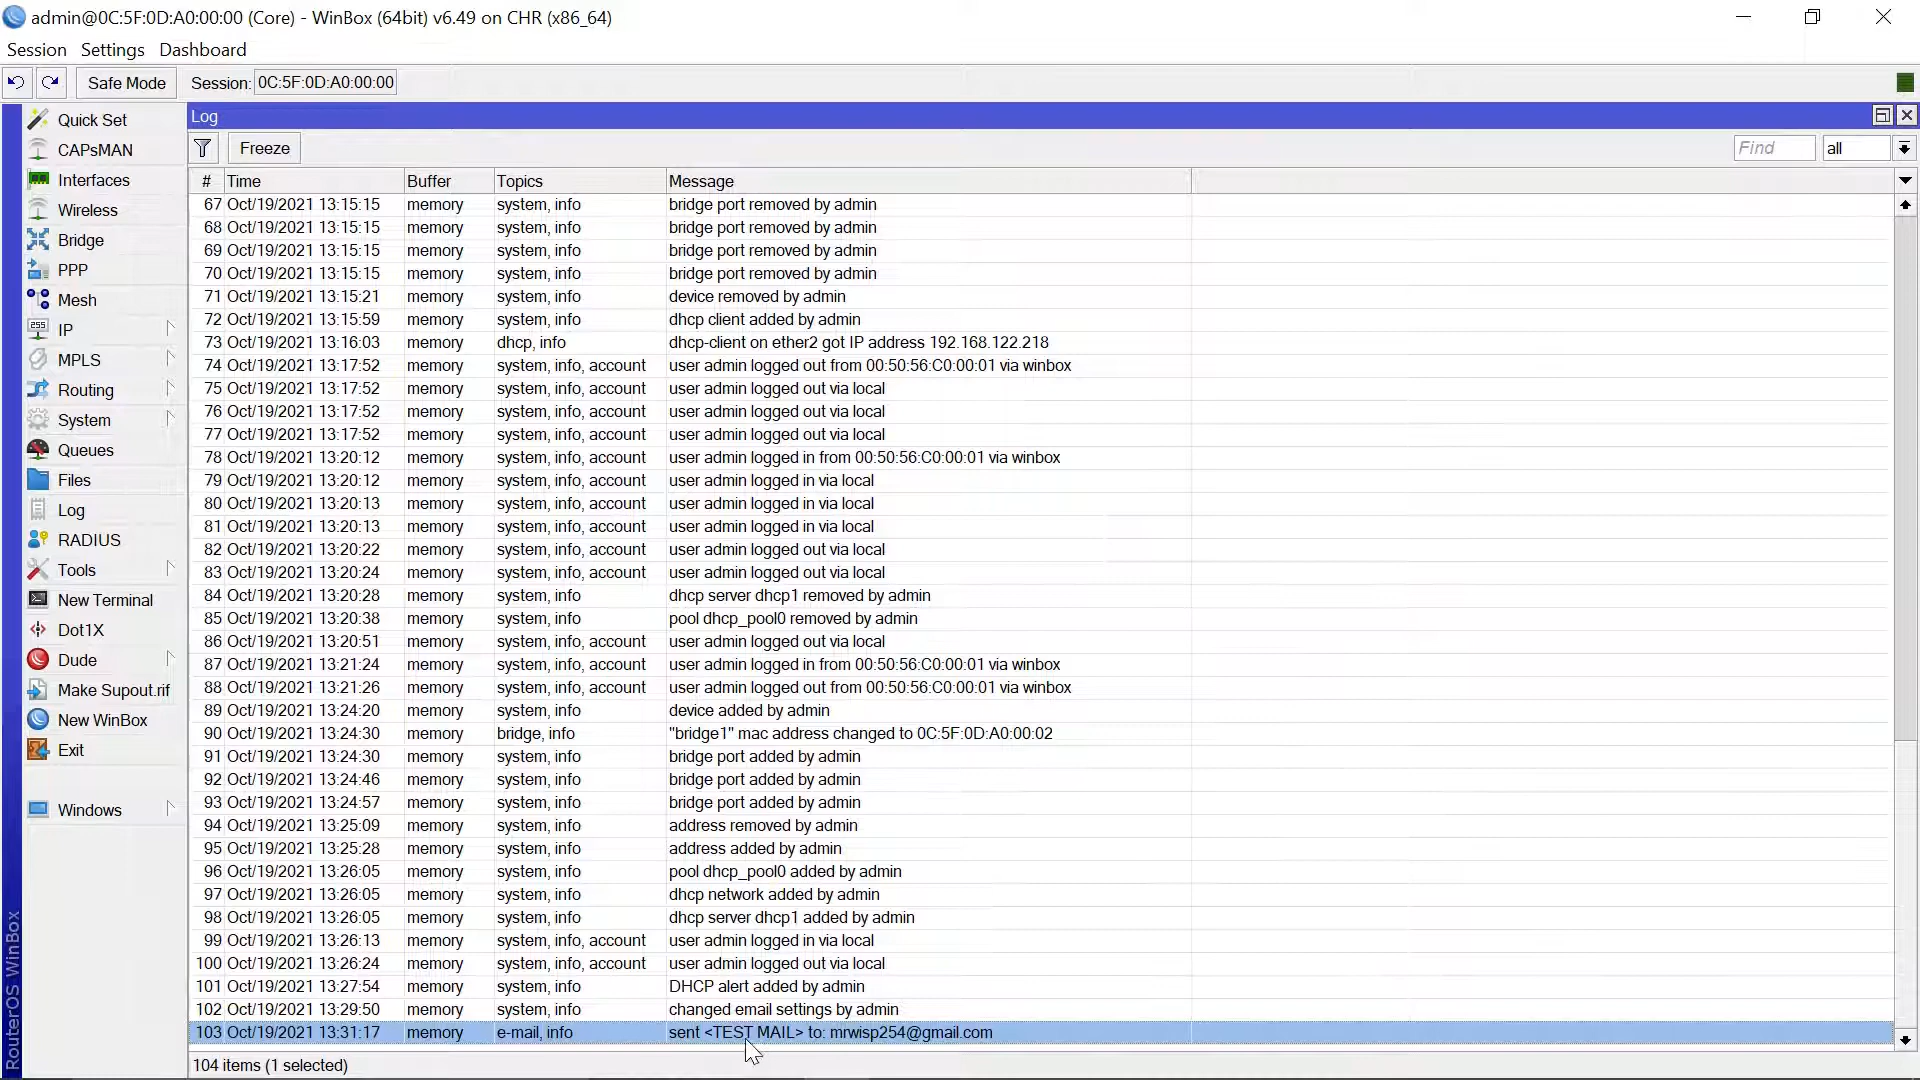 admin@0C:5F:0D:A0:00:00 (Core) - WinBox (64bit) v6.49 on CHR (x86_64)
Session Settings Dashboard
Safe Mode Session: 0C:5F:0D:A0:00:00
Quick Set
CAPsMAN
Interfaces
Wireless
Bridge
PPP
Mesh
255 IP
MPLS
Routing
System
Queues
Files
Log
RADIUS
Tools
New Terminal
Dot1X
Dude
Make Supout.rif
New WinBox
Exit
Windows
RouterOS WinBox
Log
Freeze Find all
# Time Buffer Topics Message
67 Oct/19/2021 13:15:15 memory system, info bridge port removed by admin
68 Oct/19/2021 13:15:15 memory system, info bridge port removed by admin
69 Oct/19/2021 13:15:15 memory system, info bridge port removed by admin
70 Oct/19/2021 13:15:15 memory system, info bridge port removed by admin
71 Oct/19/2021 13:15:21 memory system, info device removed by admin
72 Oct/19/2021 13:15:59 memory system, info dhcp client added by admin
73 Oct/19/2021 13:16:03 memory dhcp, info dhcp-client on ether2 got IP address 192.168.122.218
74 Oct/19/2021 13:17:52 memory system, info, account user admin logged out from 00:50:56:C0:00:01 via winbox
75 Oct/19/2021 13:17:52 memory system, info, account user admin logged out via local
76 Oct/19/2021 13:17:52 memory system, info, account user admin logged out via local
77 Oct/19/2021 13:17:52 memory system, info, account user admin logged out via local
78 Oct/19/2021 13:20:12 memory system, info, account user admin logged in from 00:50:56:C0:00:01 via winbox
79 Oct/19/2021 13:20:12 memory system, info, account user admin logged in via local
80 Oct/19/2021 13:20:13 memory system, info, account user admin logged in via local
81 Oct/19/2021 13:20:13 memory system, info, account user admin logged in via local
82 Oct/19/2021 13:20:22 memory system, info, account user admin logged out via local
83 Oct/19/2021 13:20:24 memory system, info, account user admin logged out via local
84 Oct/19/2021 13:20:28 memory system, info dhcp server dhcp1 removed by admin
85 Oct/19/2021 13:20:38 memory system, info pool dhcp_pool0 removed by admin
86 Oct/19/2021 13:20:51 memory system, info, account user admin logged out via local
87 Oct/19/2021 13:21:24 memory system, info, account user admin logged in from 00:50:56:C0:00:01 via winbox
88 Oct/19/2021 13:21:26 memory system, info, account user admin logged out from 00:50:56:C0:00:01 via winbox
89 Oct/19/2021 13:24:20 memory system, info device added by admin
90 Oct/19/2021 13:24:30 memory bridge, info "bridge1" mac address changed to 0C:5F:0D:A0:00:02
91 Oct/19/2021 13:24:30 memory system, info bridge port added by admin
92 Oct/19/2021 13:24:46 memory system, info bridge port added by admin
93 Oct/19/2021 13:24:57 memory system, info bridge port added by admin
94 Oct/19/2021 13:25:09 memory system, info address removed by admin
95 Oct/19/2021 13:25:28 memory system, info address added by admin
96 Oct/19/2021 13:26:05 memory system, info pool dhcp_pool0 added by admin
97 Oct/19/2021 13:26:05 memory system, info dhcp network added by admin
98 Oct/19/2021 13:26:05 memory system, info dhcp server dhcp1 added by admin
99 Oct/19/2021 13:26:13 memory system, info, account user admin logged in via local
100 Oct/19/2021 13:26:24 memory system, info, account user admin logged out via local
101 Oct/19/2021 13:27:54 memory system, info DHCP alert added by admin
102 Oct/19/2021 13:29:50 memory system, info changed email settings by admin
103 Oct/19/2021 13:31:17 memory e-mail, info sent <TEST MAIL> to: mrwisp254@gmail.com
104 items (1 selected)